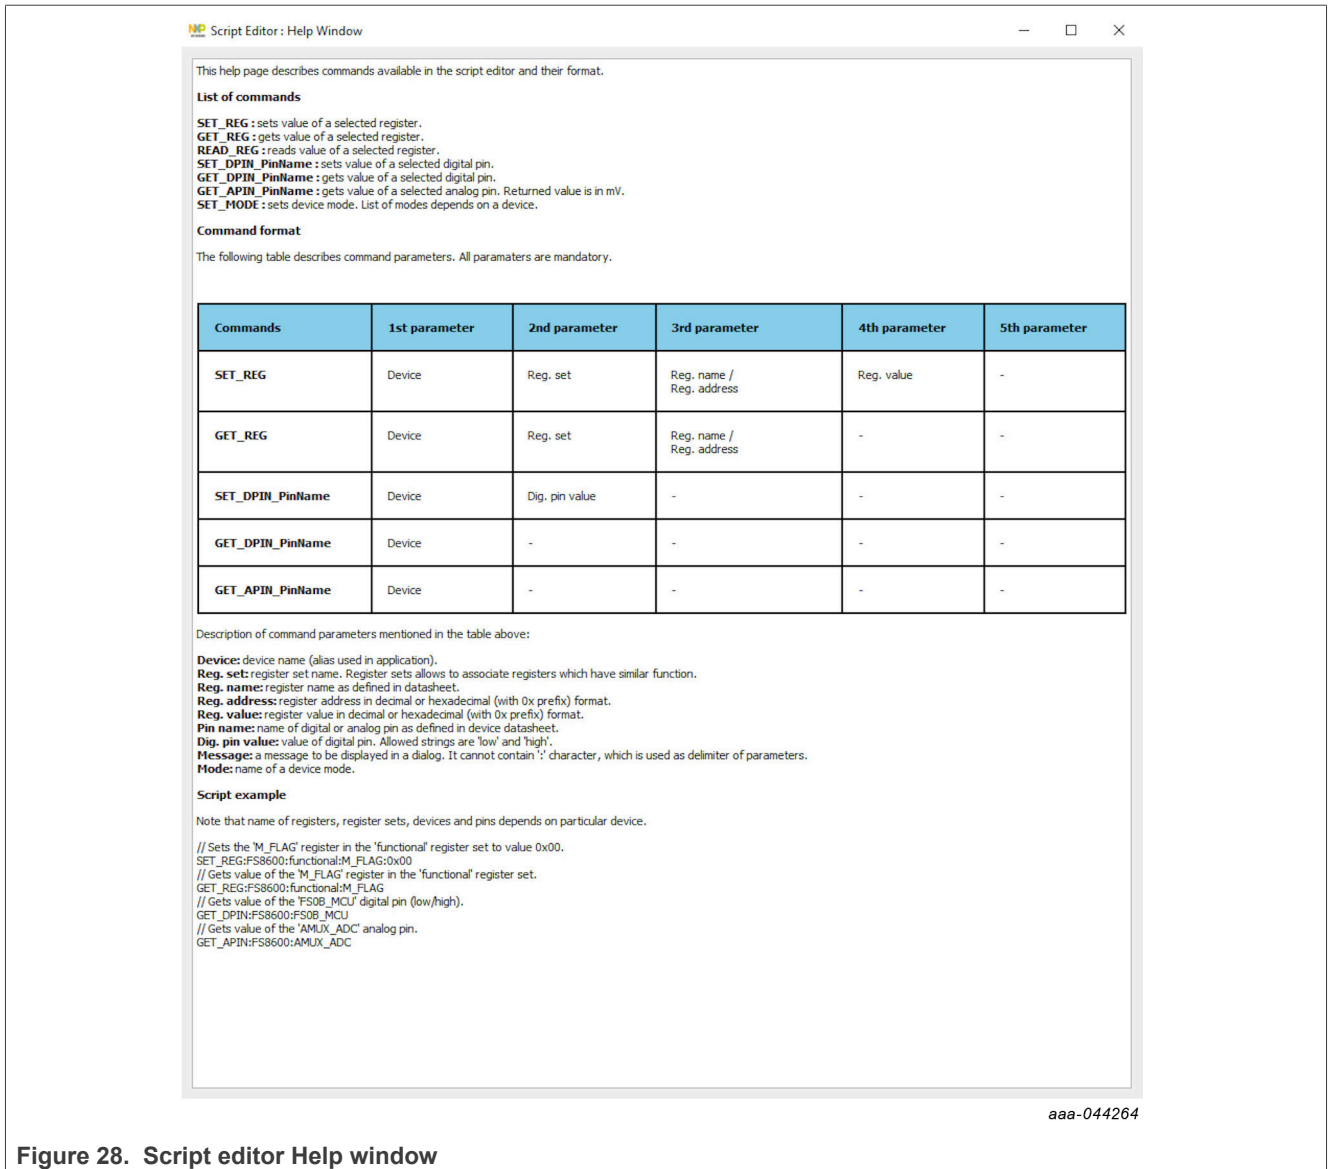 NXP Script Editor : Help Window
This help page describes commands available in the script editor and their format.
List of commands
SET_REG : sets value of a selected register.
GET_REG : gets value of a selected register.
READ_REG : reads value of a selected register.
SET_DPIN_PinName : sets value of a selected digital pin.
GET_DPIN_PinName : gets value of a selected digital pin.
GET_APIN_PinName : gets value of a selected analog pin. Returned value is in mV.
SET_MODE : sets device mode. List of modes depends on a device.
Command format
The following table describes command parameters. All paramaters are mandatory.
Commands 1st parameter 2nd parameter 3rd parameter 4th parameter 5th parameter
SET_REG Device Reg. set Reg. name / Reg. value -
Reg. address
GET_REG Device Reg. set Reg. name / - -
Reg. address
SET_DPIN_PinName Device Dig. pin value - - -
GET_DPIN_PinName Device - - - -
GET_APIN_PinName Device - - - -
Description of command parameters mentioned in the table above:
Device: device name (alias used in application).
Reg. set: register set name. Register sets allows to associate registers which have similar function.
Reg. name: register name as defined in datasheet.
Reg. address: register address in decimal or hexadecimal (with 0x prefix) format.
Reg. value: register value in decimal or hexadecimal (with 0x prefix) format.
Pin name: name of digital or analog pin as defined in device datasheet.
Dig. pin value: value of digital pin. Allowed strings are 'low' and 'high'.
Message: a message to be displayed in a dialog. It cannot contain ':' character, which is used as delimiter of parameters.
Mode: name of a device mode.
Script example
Note that name of registers, register sets, devices and pins depends on particular device.
// Sets the 'M_FLAG' register in the 'functional' register set to value 0x00.
SET_REG:FS8600:functional:M_FLAG:0x00
// Gets value of the 'M_FLAG' register in the 'functional' register set.
GET_REG:FS8600:functional:M_FLAG
// Gets value of the 'FS0B_MCU' digital pin (low/high).
GET_DPIN:FS8600:FS0B_MCU
// Gets value of the 'AMUX_ADC' analog pin.
GET_APIN:FS8600:AMUX_ADC
aaa-044264
Figure 28. Script editor Help window